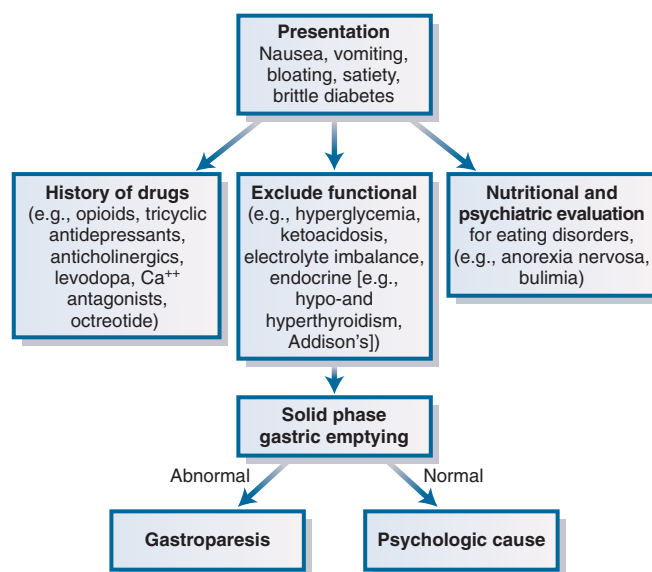 Presentation
Nausea, vomiting,
bloating, satiety,
brittle diabetes
History of drugs
(e.g., opioids, tricyclic
antidepressants,
anticholinergics,
levodopa, Ca++
antagonists,
octreotide)
Exclude functional
(e.g., hyperglycemia,
ketoacidosis,
electrolyte imbalance,
endocrine [e.g.,
hypo-and
hyperthyroidism,
Addison's])
Nutritional and
psychiatric evaluation
for eating disorders,
(e.g., anorexia nervosa,
bulimia)
Solid phase
gastric emptying
Abnormal
Normal
Gastroparesis
Psychologic cause